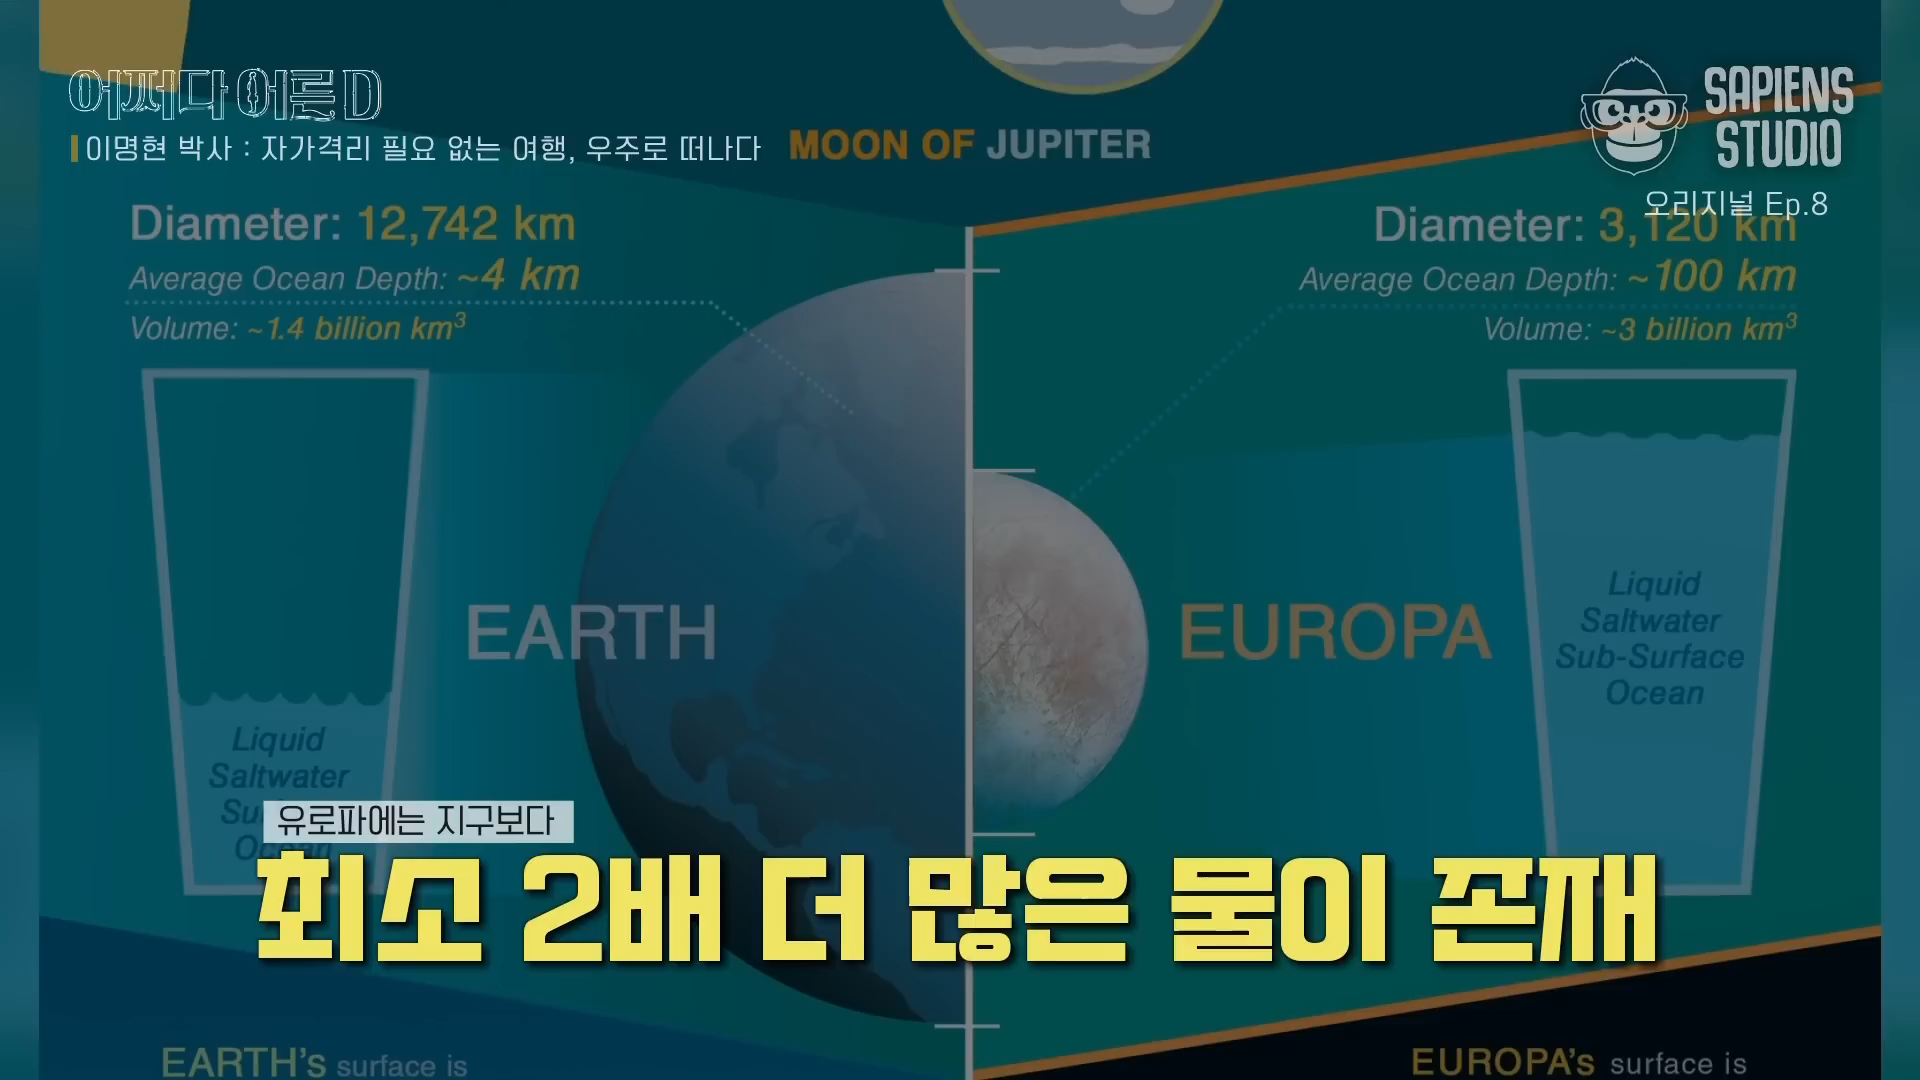 어쩌다 어른 D
이명현 박사 : 자가격리 필요 없는 여행, 우주로 떠나다
SAPIENS
STUDIO
오리지널 Ep.8
MOON OF JUPITER
Diameter: 12,742 km
Average Ocean Depth: ~4 km
Volume: ~1.4 billion km³
Diameter: 3,120 km
Average Ocean Depth: ~100 km
Volume: ~3 billion km³
EARTH
EUROPA
Liquid
Saltwater
Sub-Surface
Ocean
Liquid
Saltwater
유로파에는 지구보다
최소 2배 더 많은 물이 존재
EARTH's surface is
EUROPA's surface is